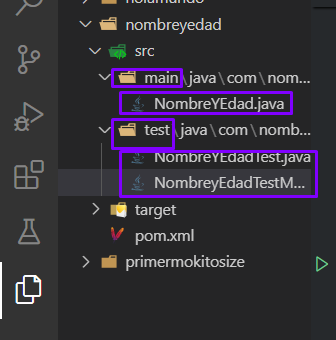 nombreyedad
src
main\java\com\nom...
NombreYEdad.java
test\java\com\nomb...
NombreYEdadTest.java
NombreyEdadTestM...
target
pom.xml
primermokitosize